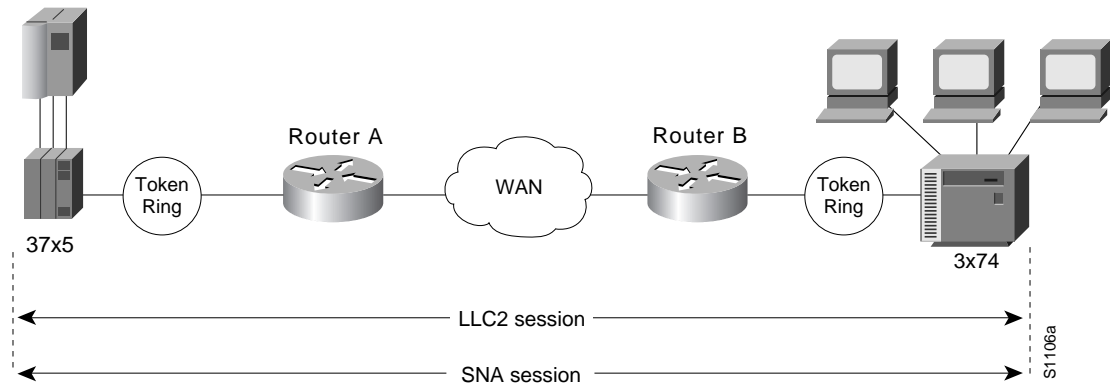 Router A
Router B
Token
Ring
WAN
Token
Ring
37x5
3x74
LLC2 session
SNA session
S1106a